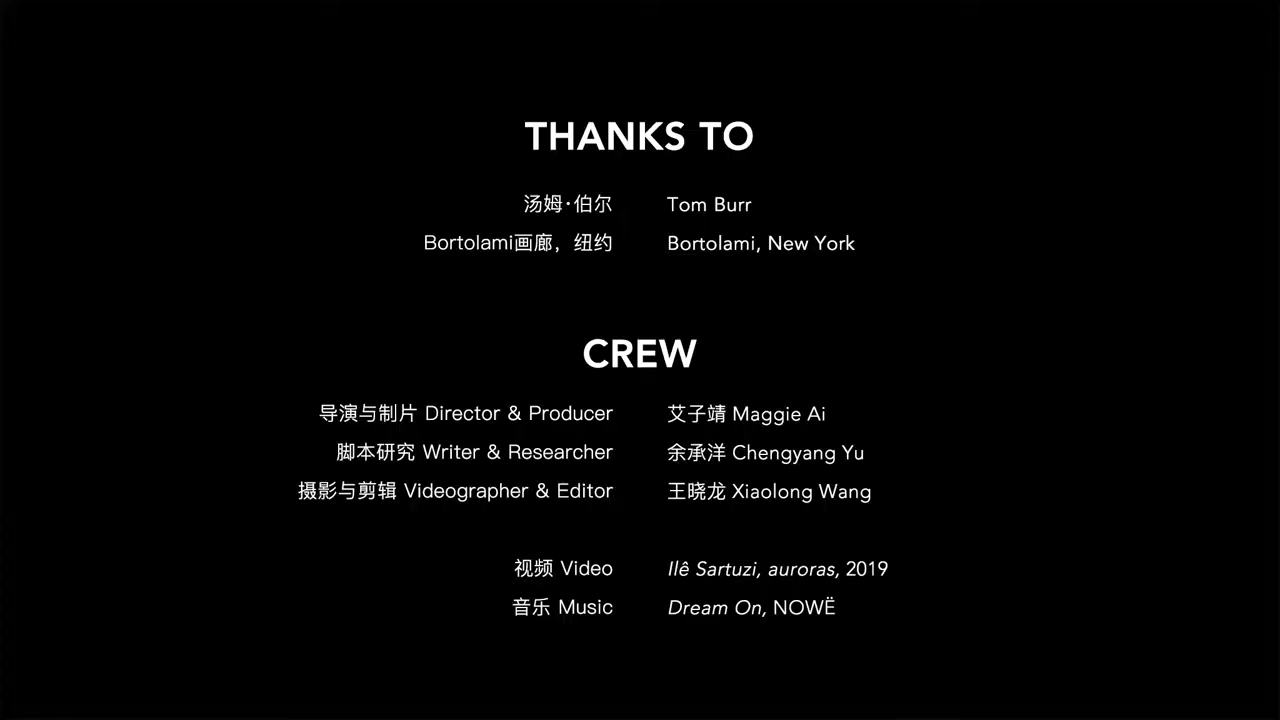 THANKS TO
汤姆·伯尔 Tom Burr
Bortolami画廊，纽约 Bortolami, New York
CREW
导演与制片 Director & Producer 艾子靖 Maggie Ai
脚本研究 Writer & Researcher 余承洋 Chengyang Yu
摄影与剪辑 Videographer & Editor 王晓龙 Xiaolong Wang
视频 Video Ilê Sartuzi, auroras, 2019
音乐 Music Dream On, NOWË